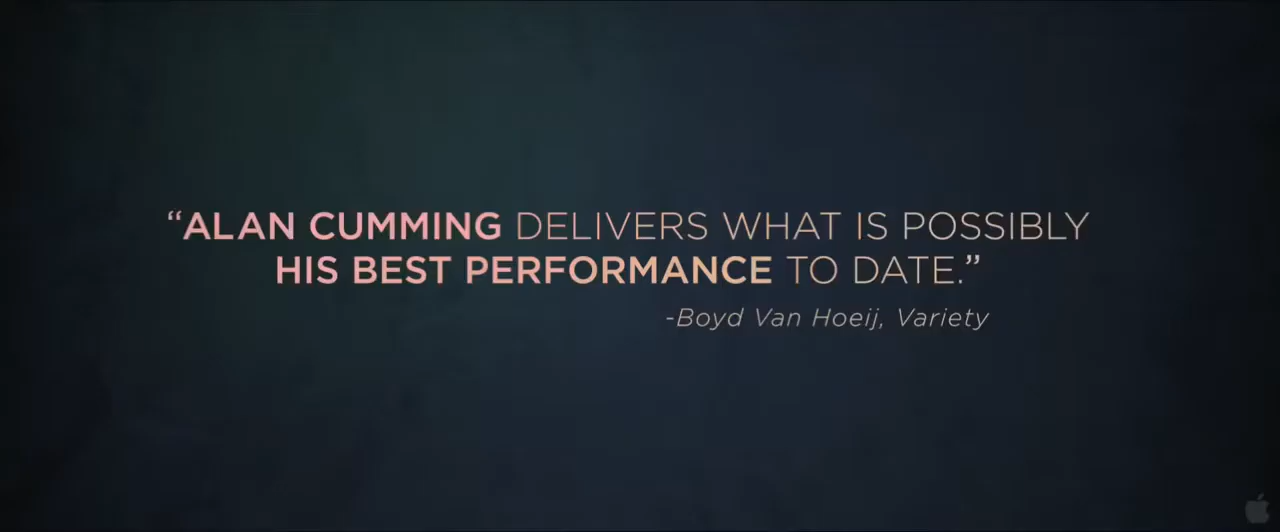 “ALAN CUMMING DELIVERS WHAT IS POSSIBLY
HIS BEST PERFORMANCE TO DATE.”
-Boyd Van Hoeij, Variety